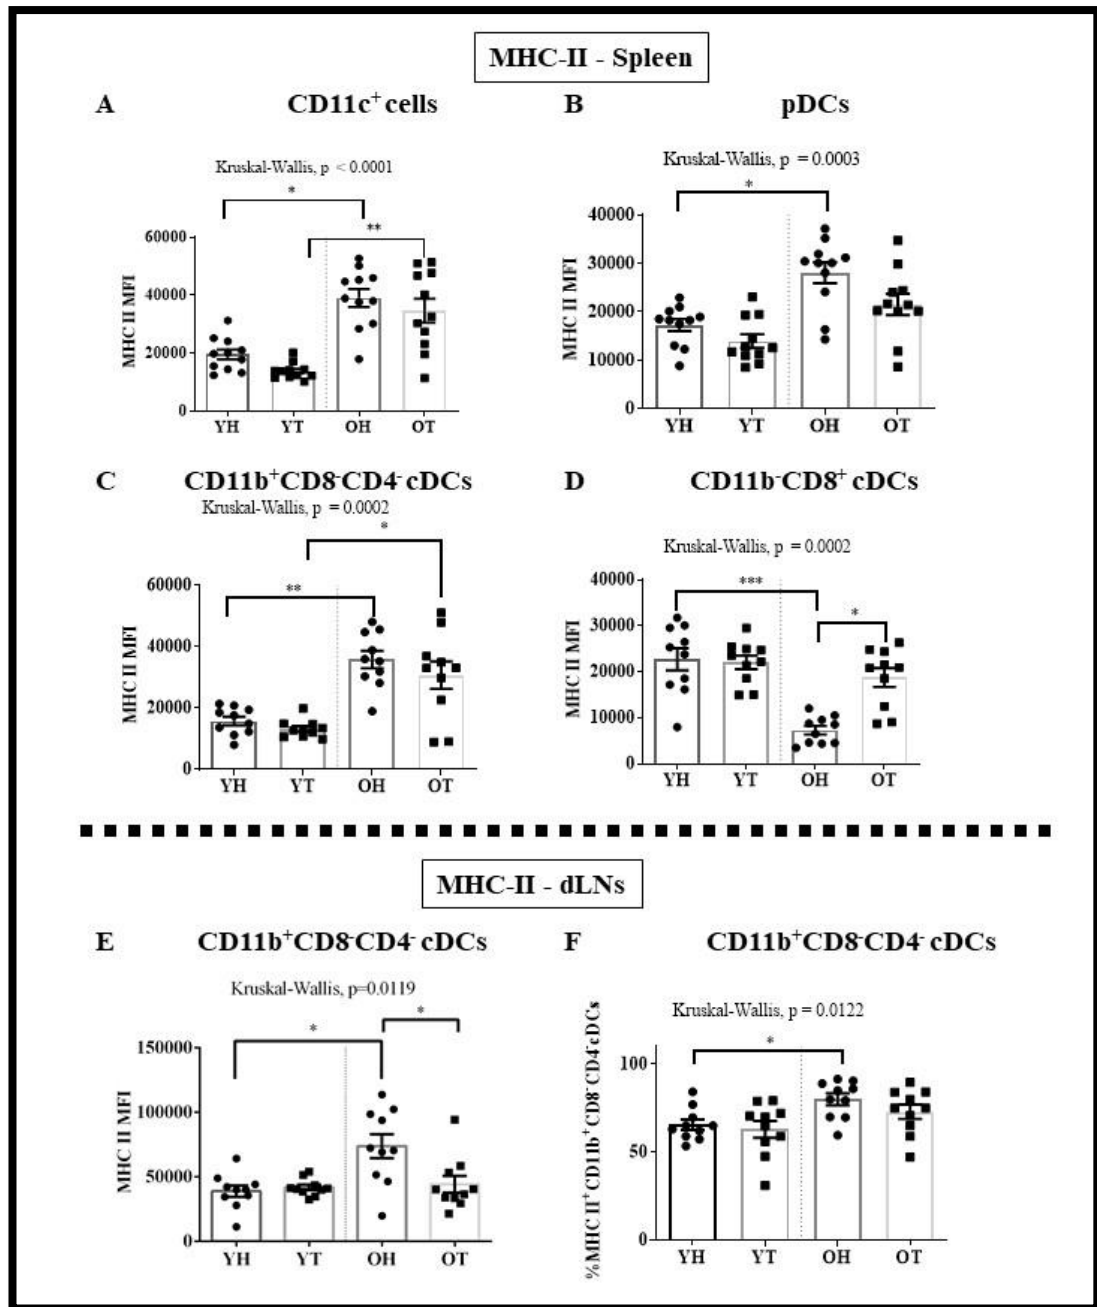 MHC-II - Spleen
A
CD11c⁺ cells
Kruskal-Wallis, p < 0.0001
*
**
MHC II MFI
60000
40000
20000
0
YH YT OH OT
B
pDCs
Kruskal-Wallis, p = 0.0003
*
MHC II MFI
40000
30000
20000
10000
0
YH YT OH OT
C
CD11b⁺CD8⁻CD4⁻ cDCs
Kruskal-Wallis, p = 0.0002
*
**
MHC II MFI
60000
40000
20000
0
YH YT OH OT
D
CD11b⁻CD8⁺ cDCs
Kruskal-Wallis, p = 0.0002
***
*
MHC II MFI
40000
30000
20000
10000
0
YH YT OH OT
MHC-II - dLNs
E
CD11b⁺CD8⁻CD4⁻ cDCs
Kruskal-Wallis, p=0.0119
*
*
MHC II MFI
150000
100000
50000
0
YH YT OH OT
F
CD11b⁺CD8⁻CD4⁻ cDCs
Kruskal-Wallis, p = 0.0122
*
%MHC II⁺ CD11b⁺ CD8⁻ CD4⁻cDCs
100
50
0
YH YT OH OT